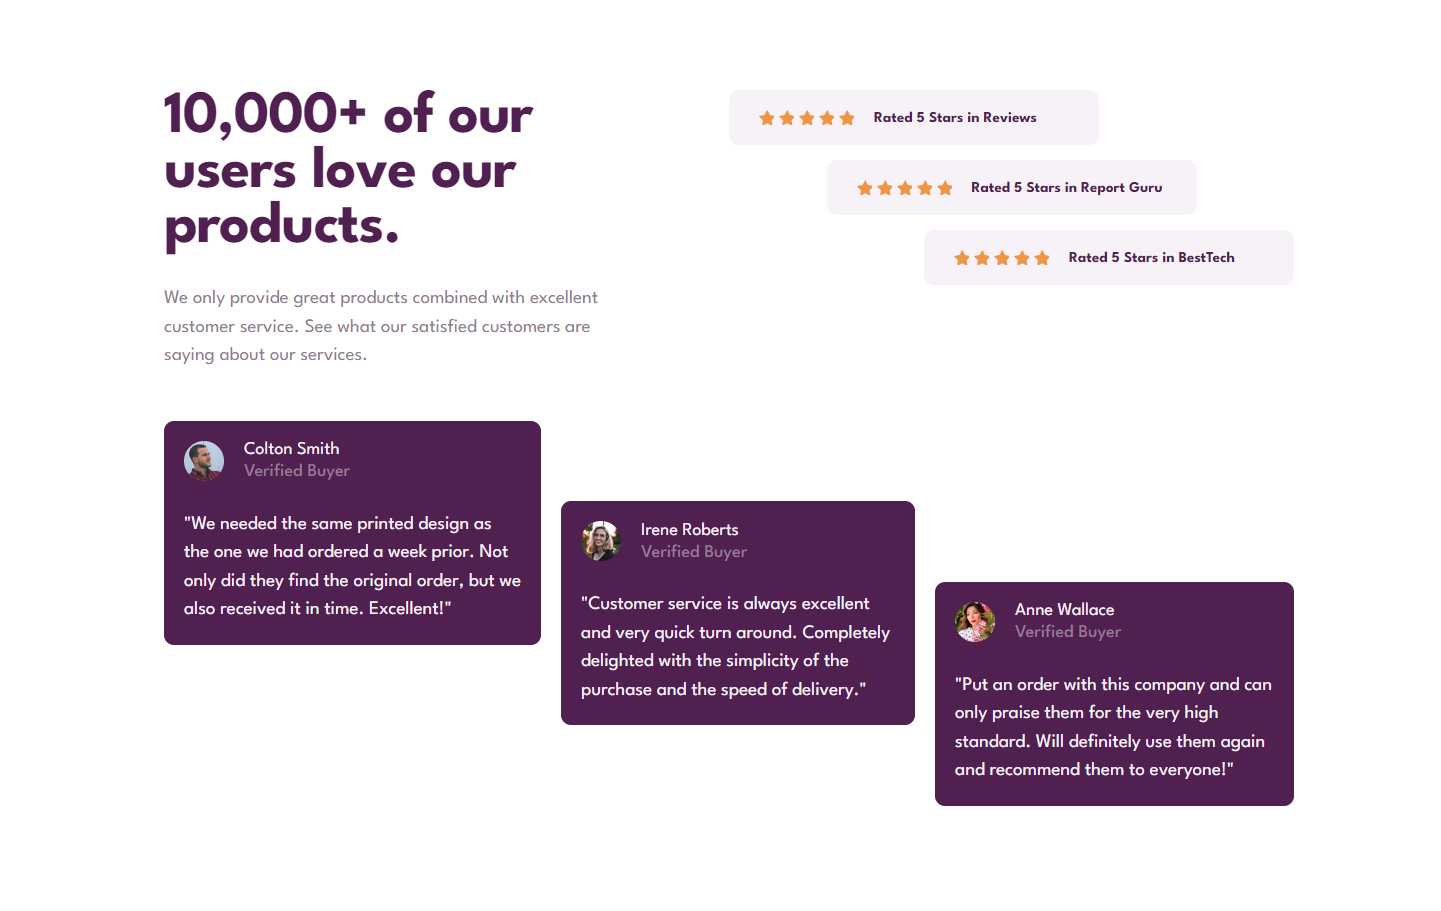 10,000+ of our
users love our
products.
We only provide great products combined with excellent
customer service. See what our satisfied customers are
saying about our services.
Rated 5 Stars in Reviews
Rated 5 Stars in Report Guru
Rated 5 Stars in BestTech
Colton Smith
Verified Buyer
"We needed the same printed design as
the one we had ordered a week prior. Not
only did they find the original order, but we
also received it in time. Excellent!"
Irene Roberts
Verified Buyer
"Customer service is always excellent
and very quick turn around. Completely
delighted with the simplicity of the
purchase and the speed of delivery."
Anne Wallace
Verified Buyer
"Put an order with this company and can
only praise them for the very high
standard. Will definitely use them again
and recommend them to everyone!"